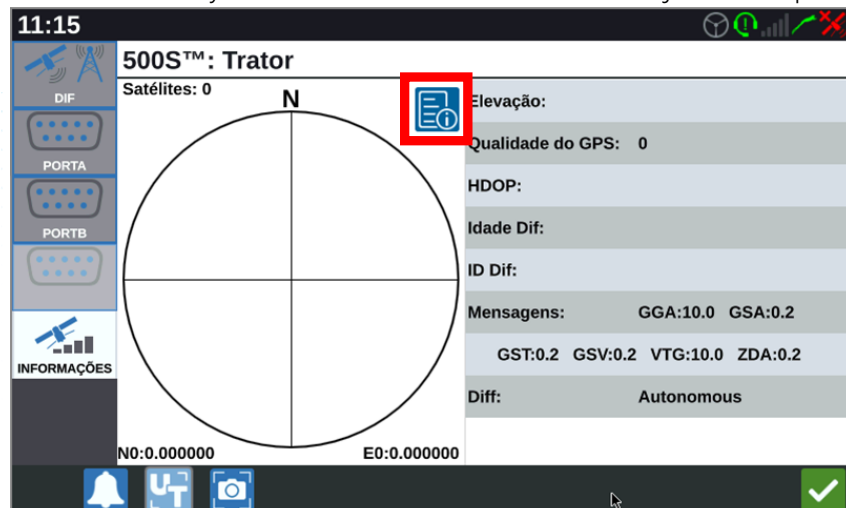 11:15
500S™: Trator
DIF
PORTA
PORTB
INFORMAÇÕES
Satélites: 0
N
N0:0.000000 E0:0.000000
Elevação:
Qualidade do GPS: 0
HDOP:
Idade Dif:
ID Dif:
Mensagens: GGA:10.0 GSA:0.2
GST:0.2 GSV:0.2 VTG:10.0 ZDA:0.2
Diff: Autonomous
UT